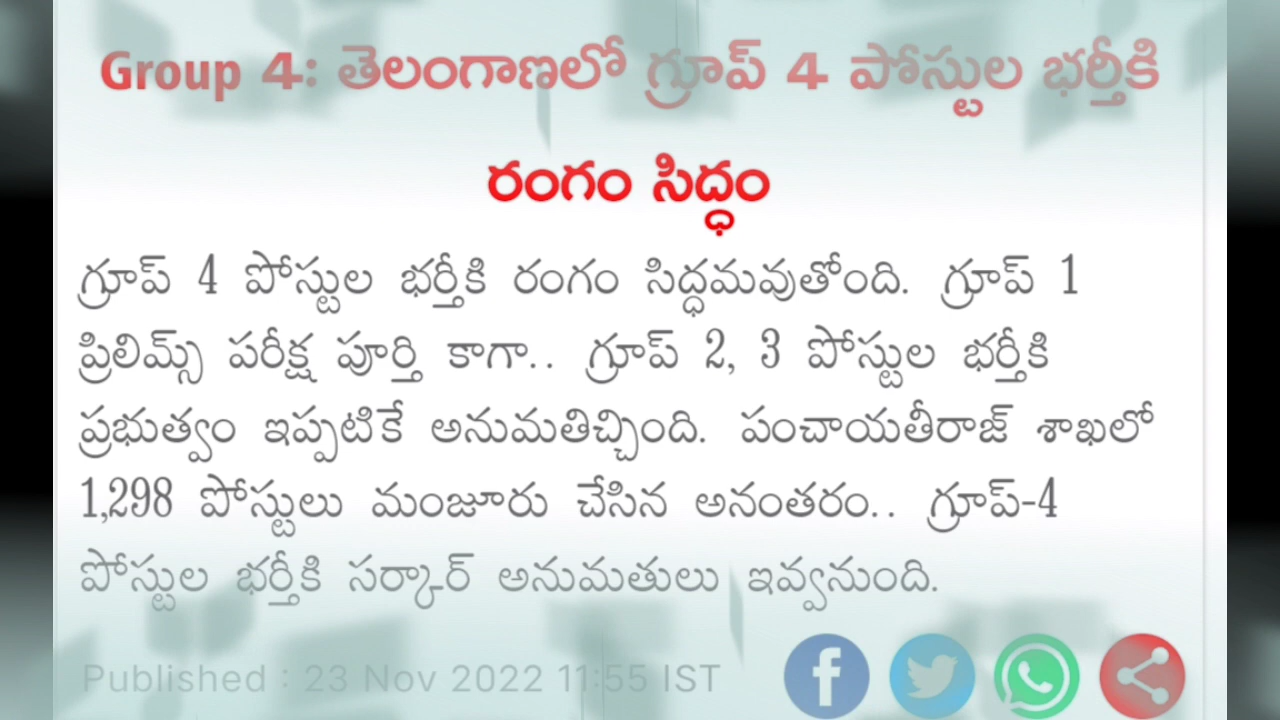 Group 4: తెలంగాణలో గ్రూప్ 4 పోస్టుల భర్తీకి
రంగం సిద్ధం
గ్రూప్ 4 పోస్టుల భర్తీకి రంగం సిద్ధమవుతోంది. గ్రూప్ 1
ప్రిలిమ్స్ పరీక్ష పూర్తి కాగా.. గ్రూప్ 2, 3 పోస్టుల భర్తీకి
ప్రభుత్వం ఇప్పటికే అనుమతిచ్చింది. పంచాయతీరాజ్ శాఖలో
1,298 పోస్టులు మంజూరు చేసిన అనంతరం.. గ్రూప్-4
పోస్టుల భర్తీకి సర్కార్ అనుమతులు ఇవ్వనుంది.
Published : 23 Nov 2022 11:55 IST